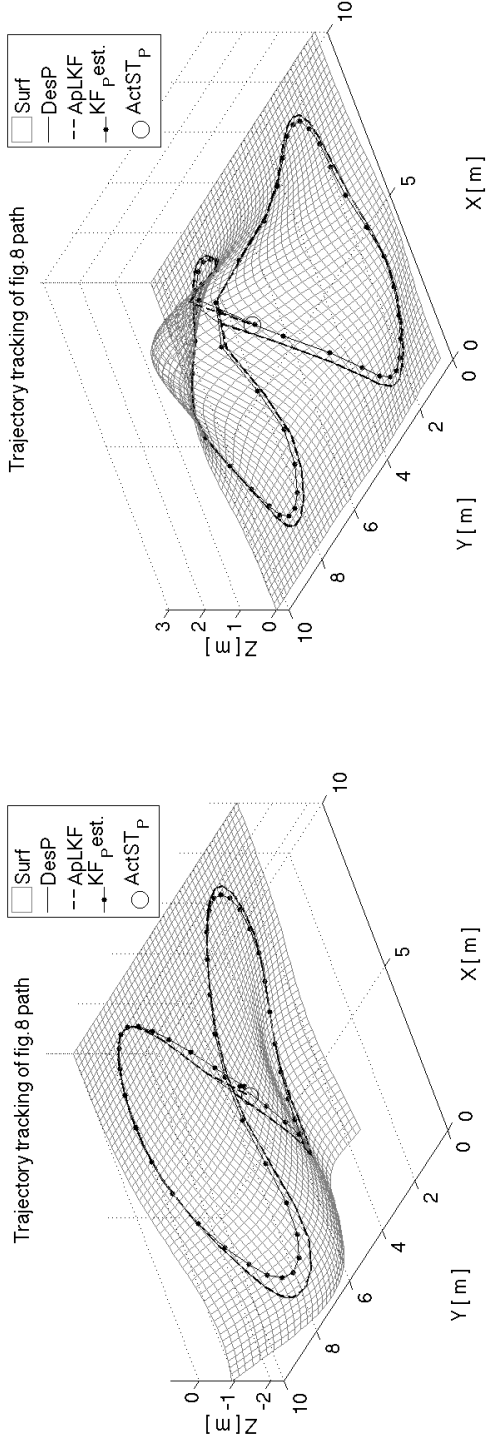 Trajectory tracking of fig.8 path
Surf
DesP
ApLKF
KF_P est.
ActST_P
0
-1
-2
Z [ m ]
10
8
6
4
2
0
Y [ m ]
0
5
10
X [ m ]
Trajectory tracking of fig.8 path
Surf
DesP
ApLKF
KF_P est.
ActST_P
3
2
1
0
Z [ m ]
10
8
6
4
2
0
Y [ m ]
0
5
10
X [ m ]